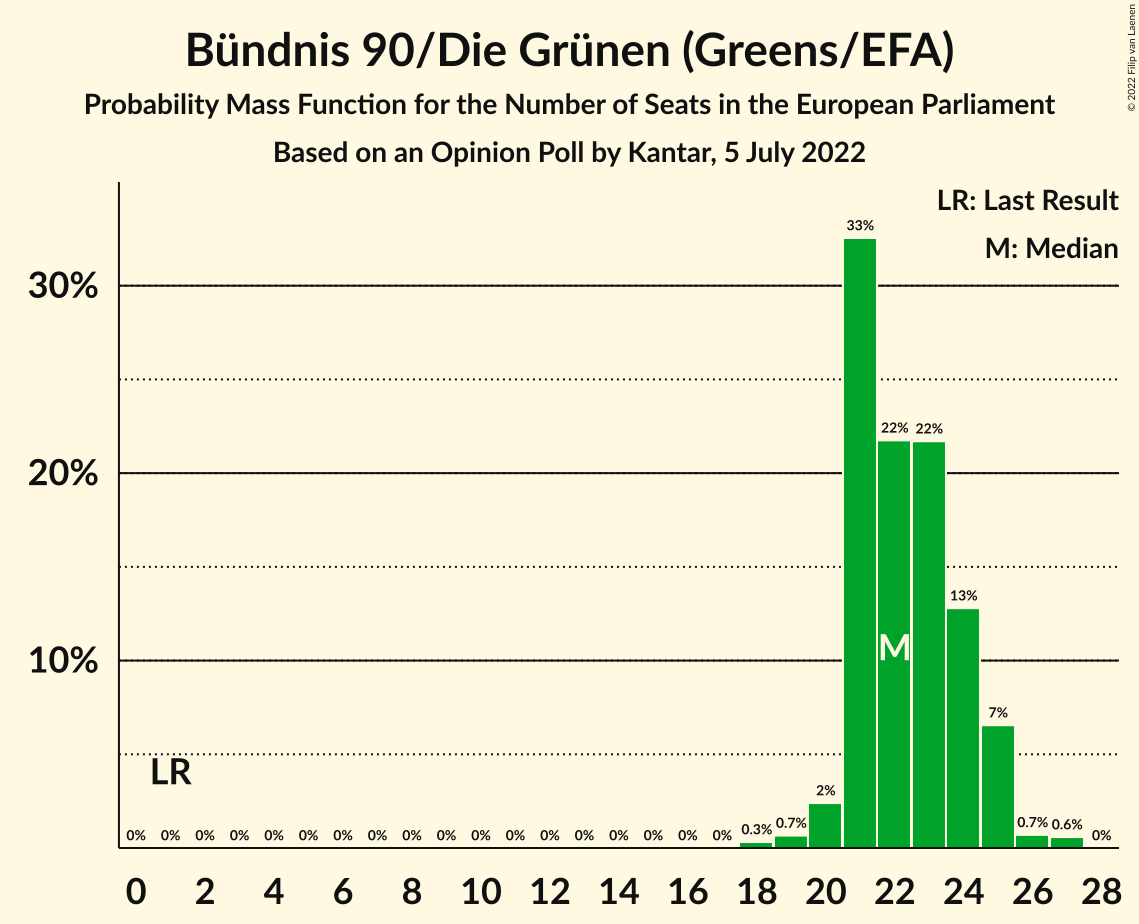 Bündnis 90/Die Grünen (Greens/EFA)
Probability Mass Function for the Number of Seats in the European Parliament
Based on an Opinion Poll by Kantar, 5 July 2022
© 2022 Filip van Laenen
LR: Last Result
M: Median
33%
30%
22% 22%
20%
13%
M
10%
7%
LR
2%
0% 0% 0% 0% 0% 0% 0% 0% 0% 0% 0% 0% 0% 0% 0% 0% 0% 0% 0.3% 0.7% 0.7% 0.6% 0%
0 2 4 6 8 10 12 14 16 18 20 22 24 26 28